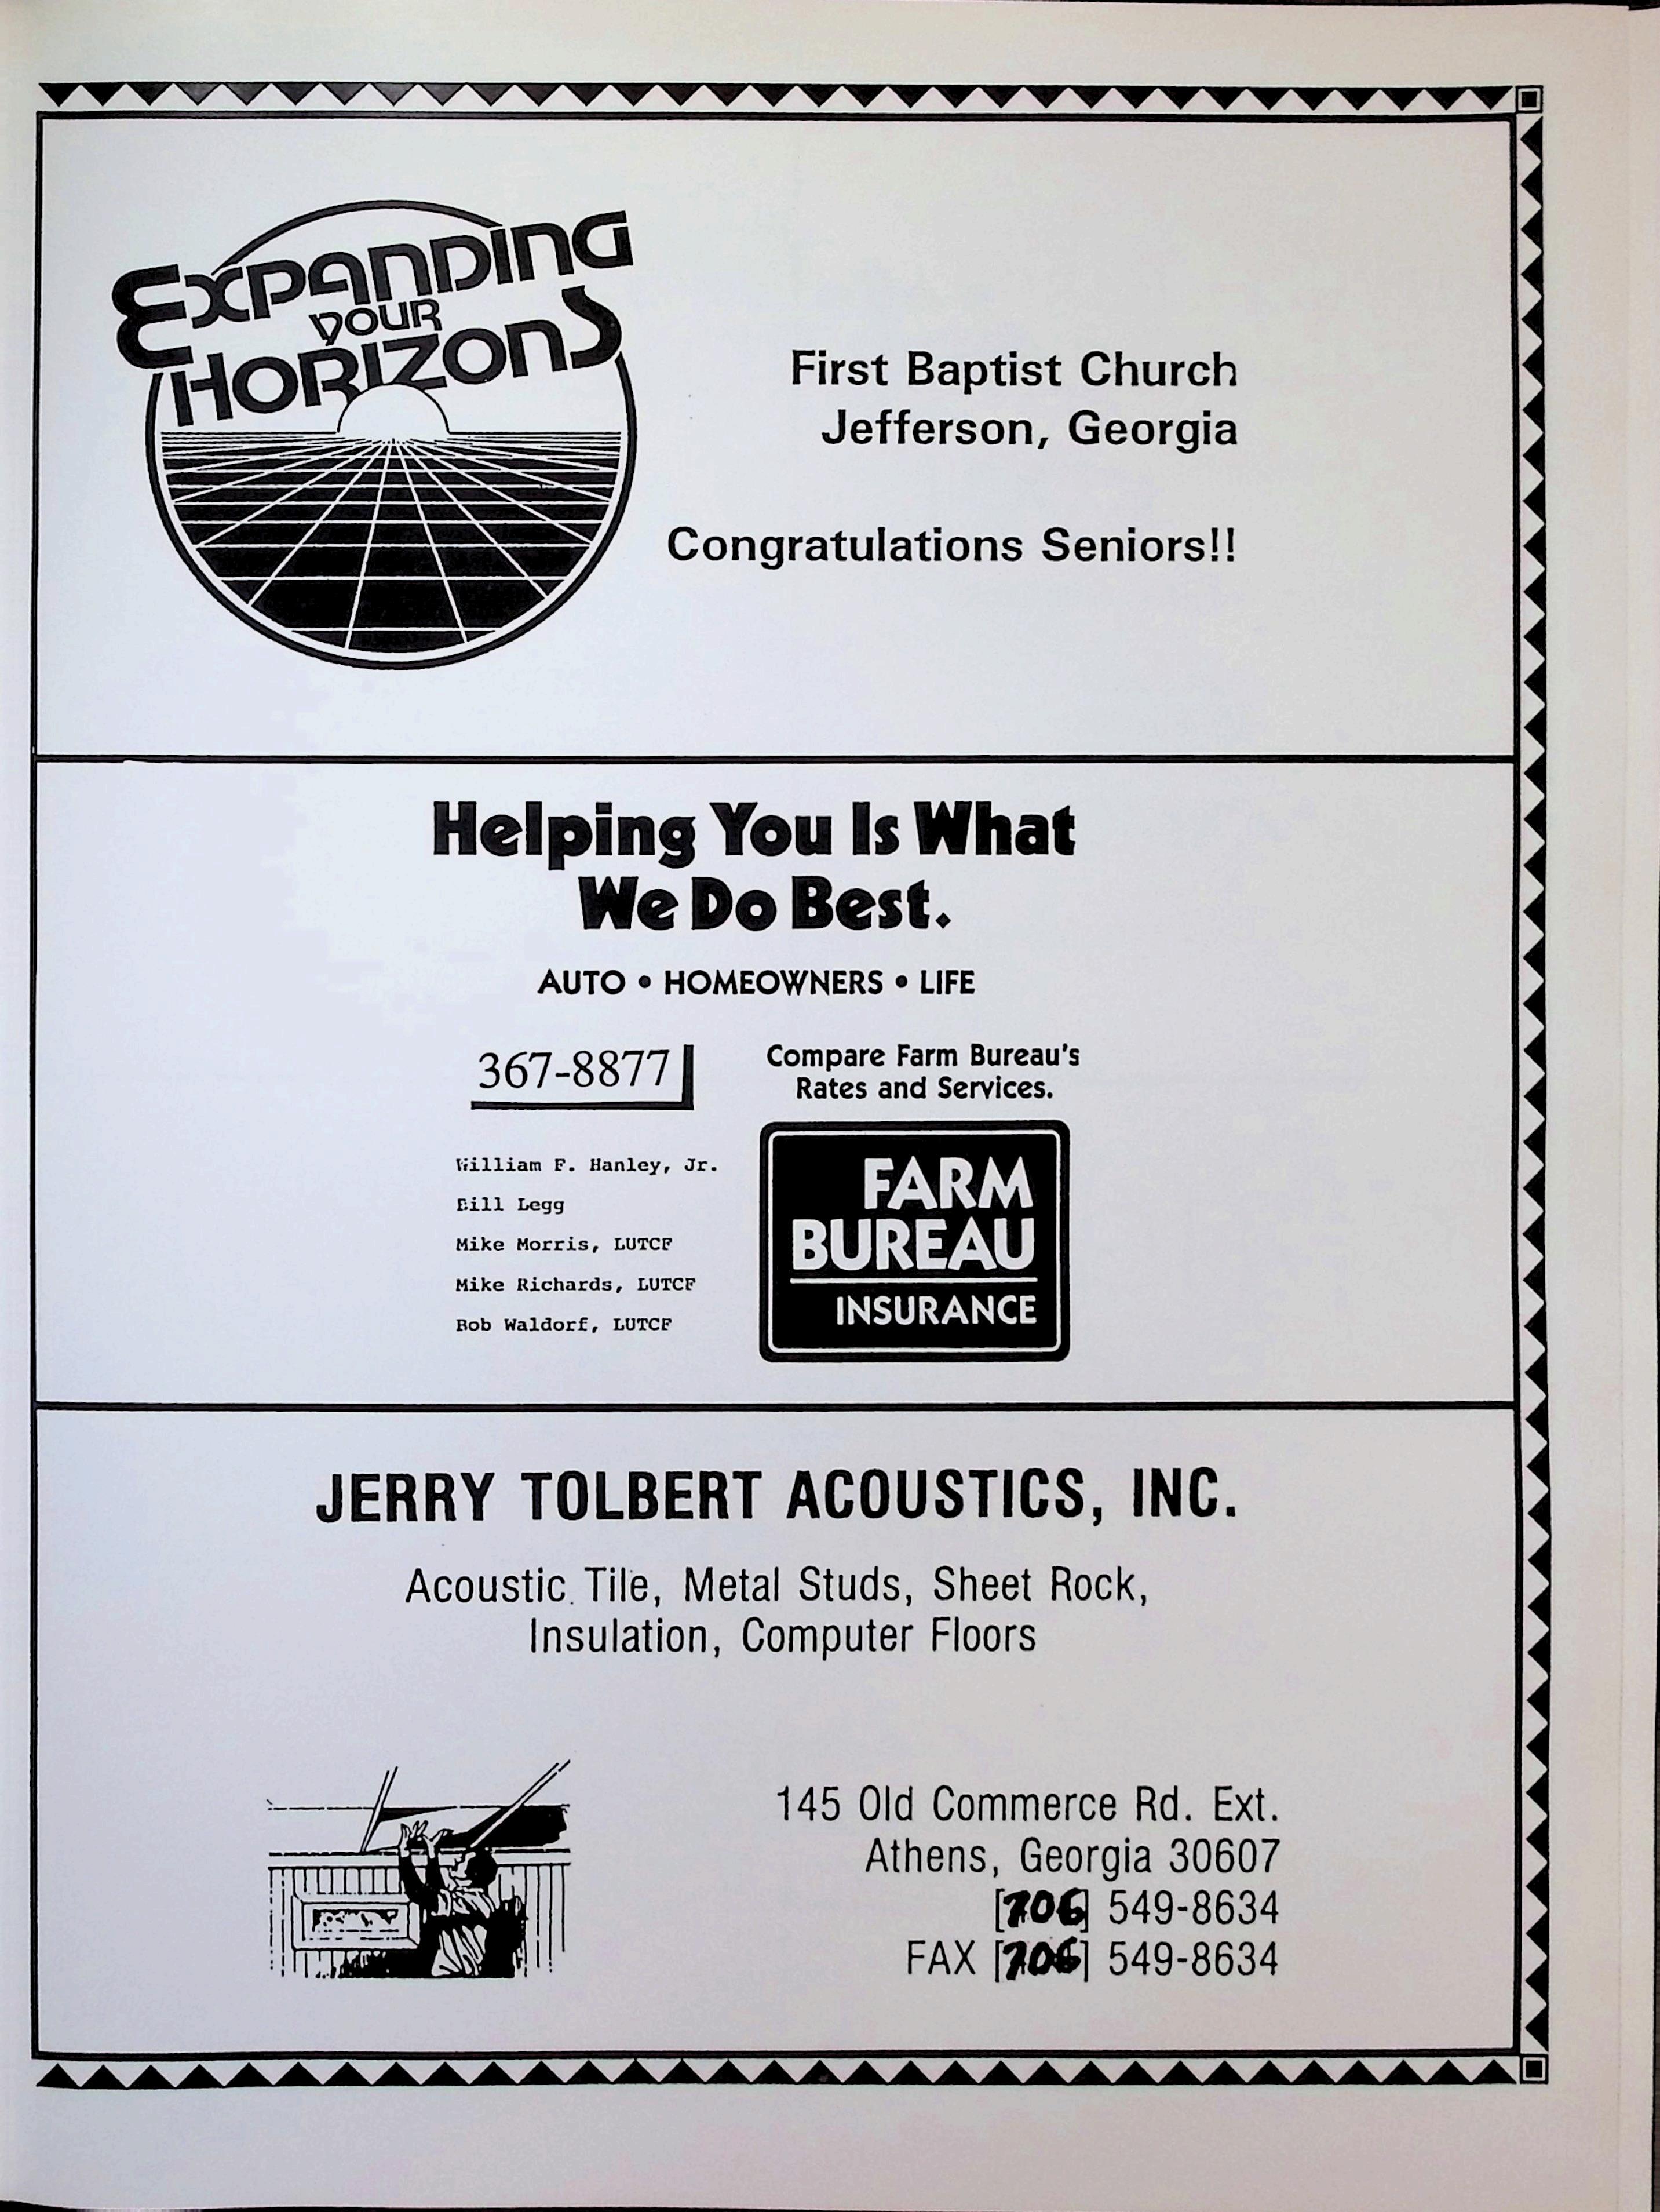 Expanding
Your
Horizons
First Baptist Church
Jefferson, Georgia
Congratulations Seniors!!
Helping You Is What
We Do Best.
AUTO • HOMEOWNERS • LIFE
367-8877
Compare Farm Bureau's
Rates and Services.
William F. Hanley, Jr.
Bill Legg
Mike Morris, LUTCF
Mike Richards, LUTCF
Bob Waldorf, LUTCF
FARM
BUREAU
INSURANCE
JERRY TOLBERT ACOUSTICS, INC.
Acoustic Tile, Metal Studs, Sheet Rock,
Insulation, Computer Floors
145 Old Commerce Rd. Ext.
Athens, Georgia 30607
[706] 549-8634
FAX [706] 549-8634